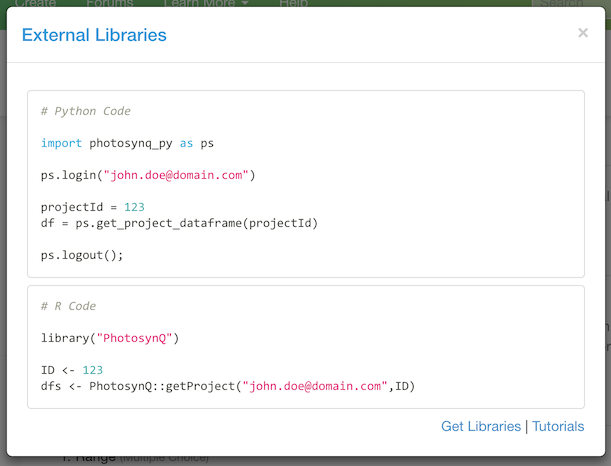 Create Forums Learn More Help Search
External Libraries ×
# Python Code
import photosynq_py as ps
ps.login("john.doe@domain.com")
projectId = 123
df = ps.get_project_dataframe(projectId)
ps.logout();
# R Code
library("PhotosynQ")
ID <- 123
dfs <- PhotosynQ::getProject("john.doe@domain.com",ID)
Get Libraries | Tutorials
1. Range (Multiple Choice)